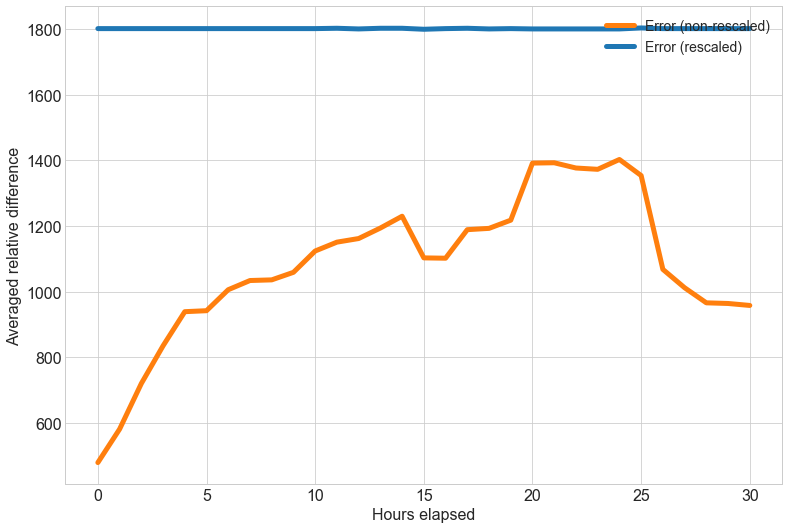 Error (non-rescaled)
Error (rescaled)
Averaged relative difference
1800
1600
1400
1200
1000
800
600
0 5 10 15 20 25 30
Hours elapsed